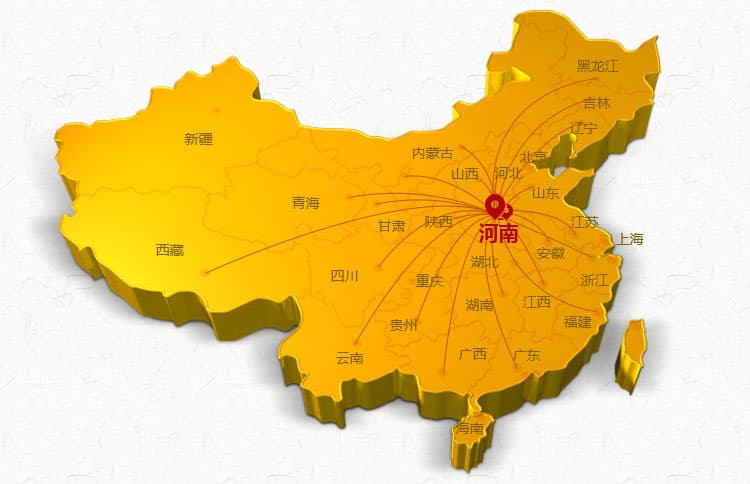 黑龙江
吉林
辽宁
新疆
内蒙古
北京
山西
河北
山东
青海
甘肃
陕西
江苏
河南
上海
西藏
安徽
湖北
四川
重庆
浙江
湖南
江西
贵州
福建
云南
广西
广东
海南